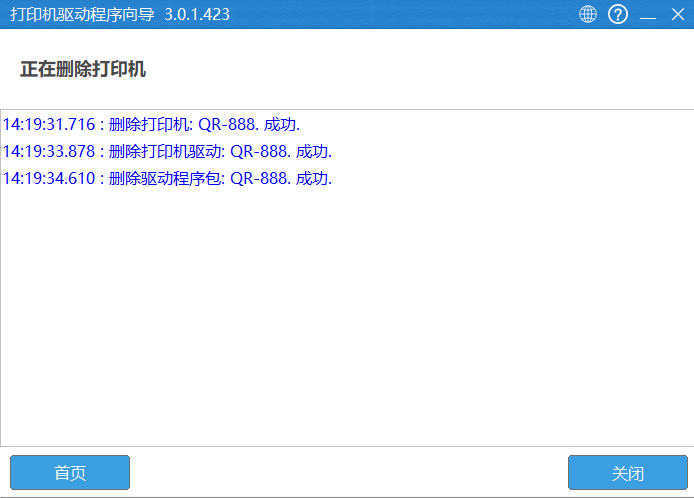 打印机驱动程序向导 3.0.1.423
正在删除打印机
14:19:31.716 : 删除打印机: QR-888. 成功.
14:19:33.878 : 删除打印机驱动: QR-888. 成功.
14:19:34.610 : 删除驱动程序包: QR-888. 成功.
首页
关闭